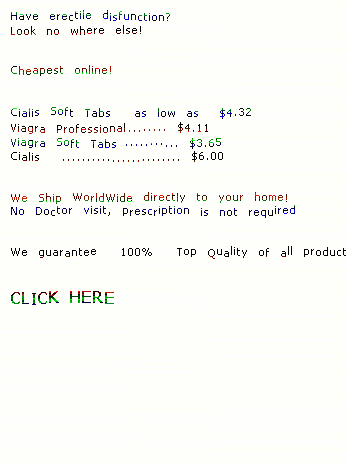 Have erectile disfunction?
Look no where else!
Cheapest online!
Cialis Soft Tabs as low as $4.32
Viagra Professional........ $4.11
Viagra Soft Tabs .......... $3.65
Cialis ........................ $6.00
We Ship WorldWide directly to your home!
No Doctor visit, Prescription is not required
We guarantee 100% Top Quality of all product
CLICK HERE